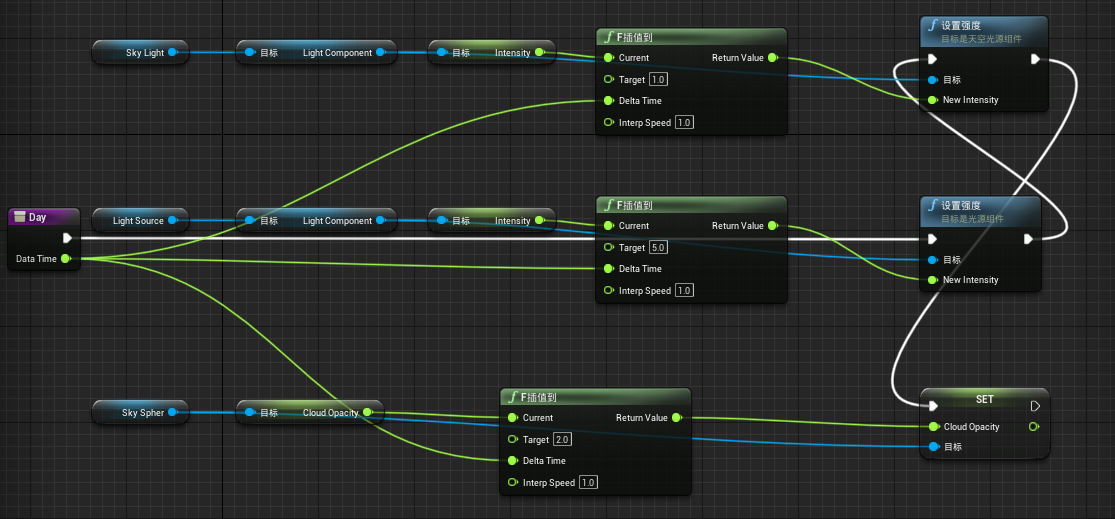 Sky Light
目标 Light Component
目标 Intensity
F插值到
Current Return Value
Target 1.0
Delta Time
Interp Speed 1.0
设置强度
目标是天空光源组件
目标
New Intensity
Day
Data Time
Light Source
目标 Light Component
目标 Intensity
F插值到
Current Return Value
Target 5.0
Delta Time
Interp Speed 1.0
设置强度
目标是光源组件
目标
New Intensity
Sky Spher
目标 Cloud Opacity
F插值到
Current Return Value
Target 2.0
Delta Time
Interp Speed 1.0
SET
Cloud Opacity
目标